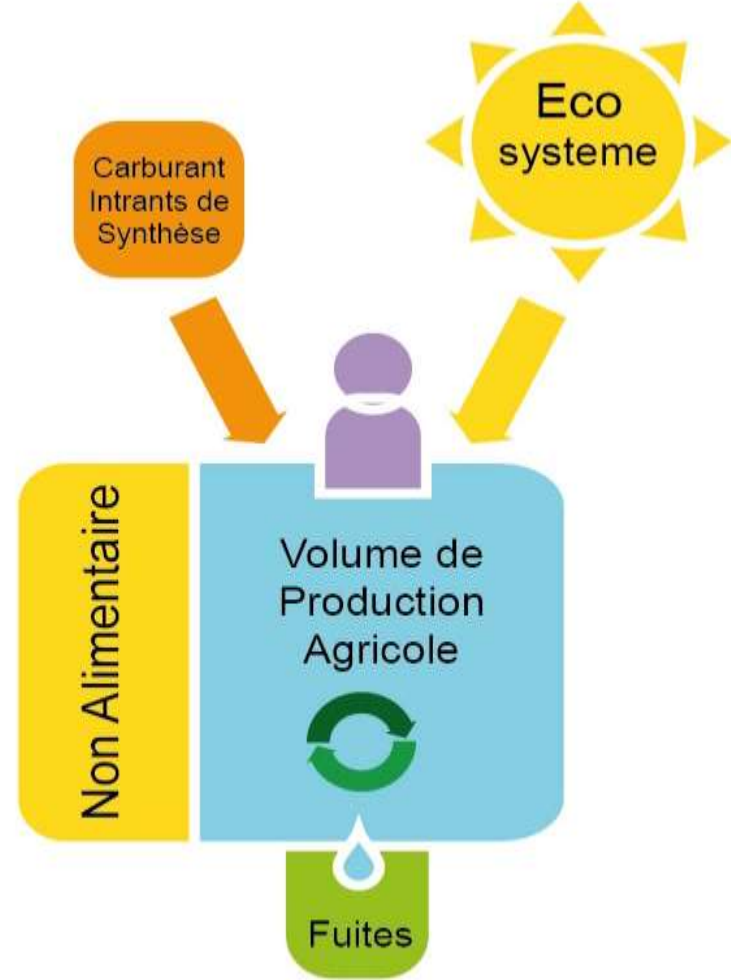 Eco
systeme
Carburant
Intrants de
Synthèse
Non Alimentaire
Volume de
Production
Agricole
Fuites